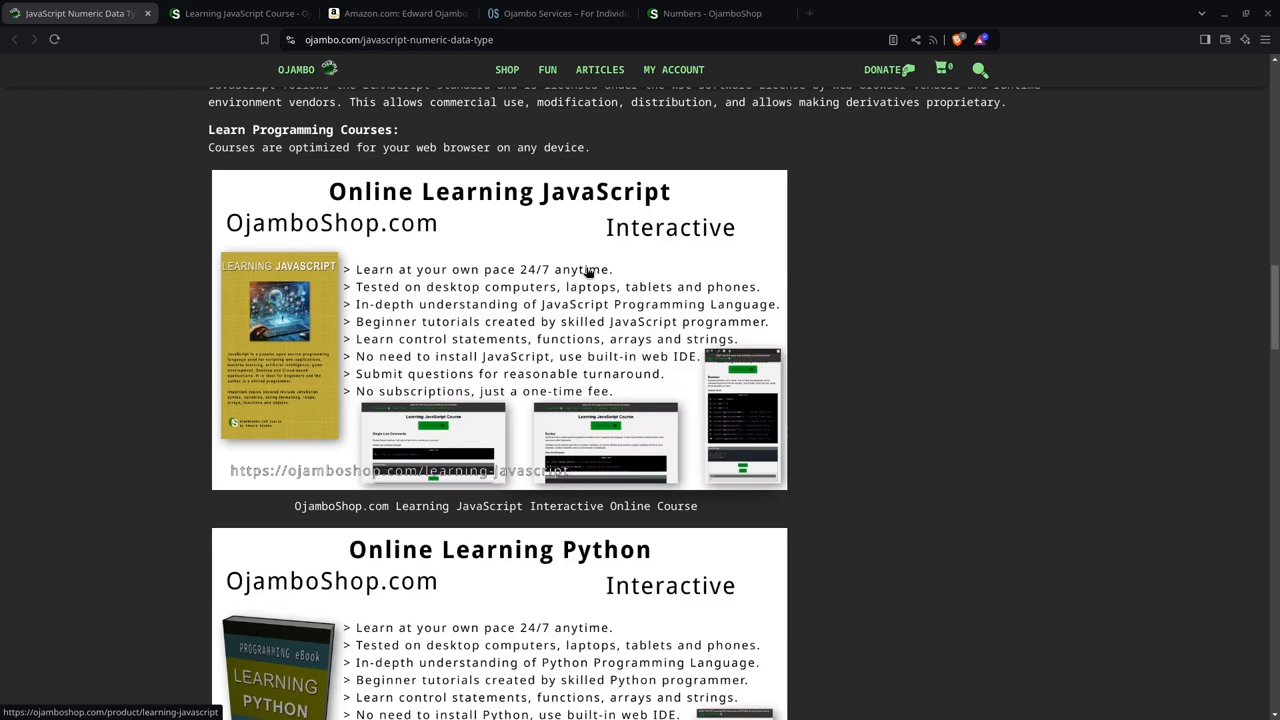 JavaScript Numeric Data Ty
Learning JavaScript Course - O
Amazon.com: Edward Ojambo
Ojambo Services – For Individu
Numbers - OjamboShop
ojambo.com/javascript-numeric-data-type
OJAMBO
SHOP
FUN
ARTICLES
MY ACCOUNT
DONATE
0
environment vendors. This allows commercial use, modification, distribution, and allows making derivatives proprietary.
Learn Programming Courses:
Courses are optimized for your web browser on any device.
Online Learning JavaScript
OjamboShop.com
Interactive
LEARNING JAVASCRIPT
> Learn at your own pace 24/7 anytime.
> Tested on desktop computers, laptops, tablets and phones.
> In-depth understanding of JavaScript Programming Language.
> Beginner tutorials created by skilled JavaScript programmer.
> Learn control statements, functions, arrays and strings.
> No need to install JavaScript, use built-in web IDE.
> Submit questions for reasonable turnaround.
> No subscriptions, just a one-time fee.
Learning JavaScript Course
Learning JavaScript Course
https://ojamboshop.com/learning-javascript
OjamboShop.com Learning JavaScript Interactive Online Course
Online Learning Python
OjamboShop.com
Interactive
PROGRAMMING eBook
LEARNING
PYTHON
> Learn at your own pace 24/7 anytime.
> Tested on desktop computers, laptops, tablets and phones.
> In-depth understanding of Python Programming Language.
> Beginner tutorials created by skilled Python programmer.
> Learn control statements, functions, arrays and strings.
> No need to install Python, use built-in web IDE.
https://ojamboshop.com/product/learning-javascript